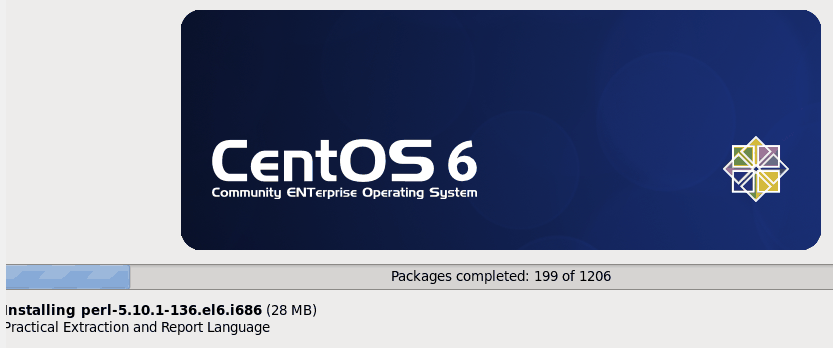 CentOS 6
Community ENTerprise Operating System
Packages completed: 199 of 1206
Installing perl-5.10.1-136.el6.i686 (28 MB)
Practical Extraction and Report Language